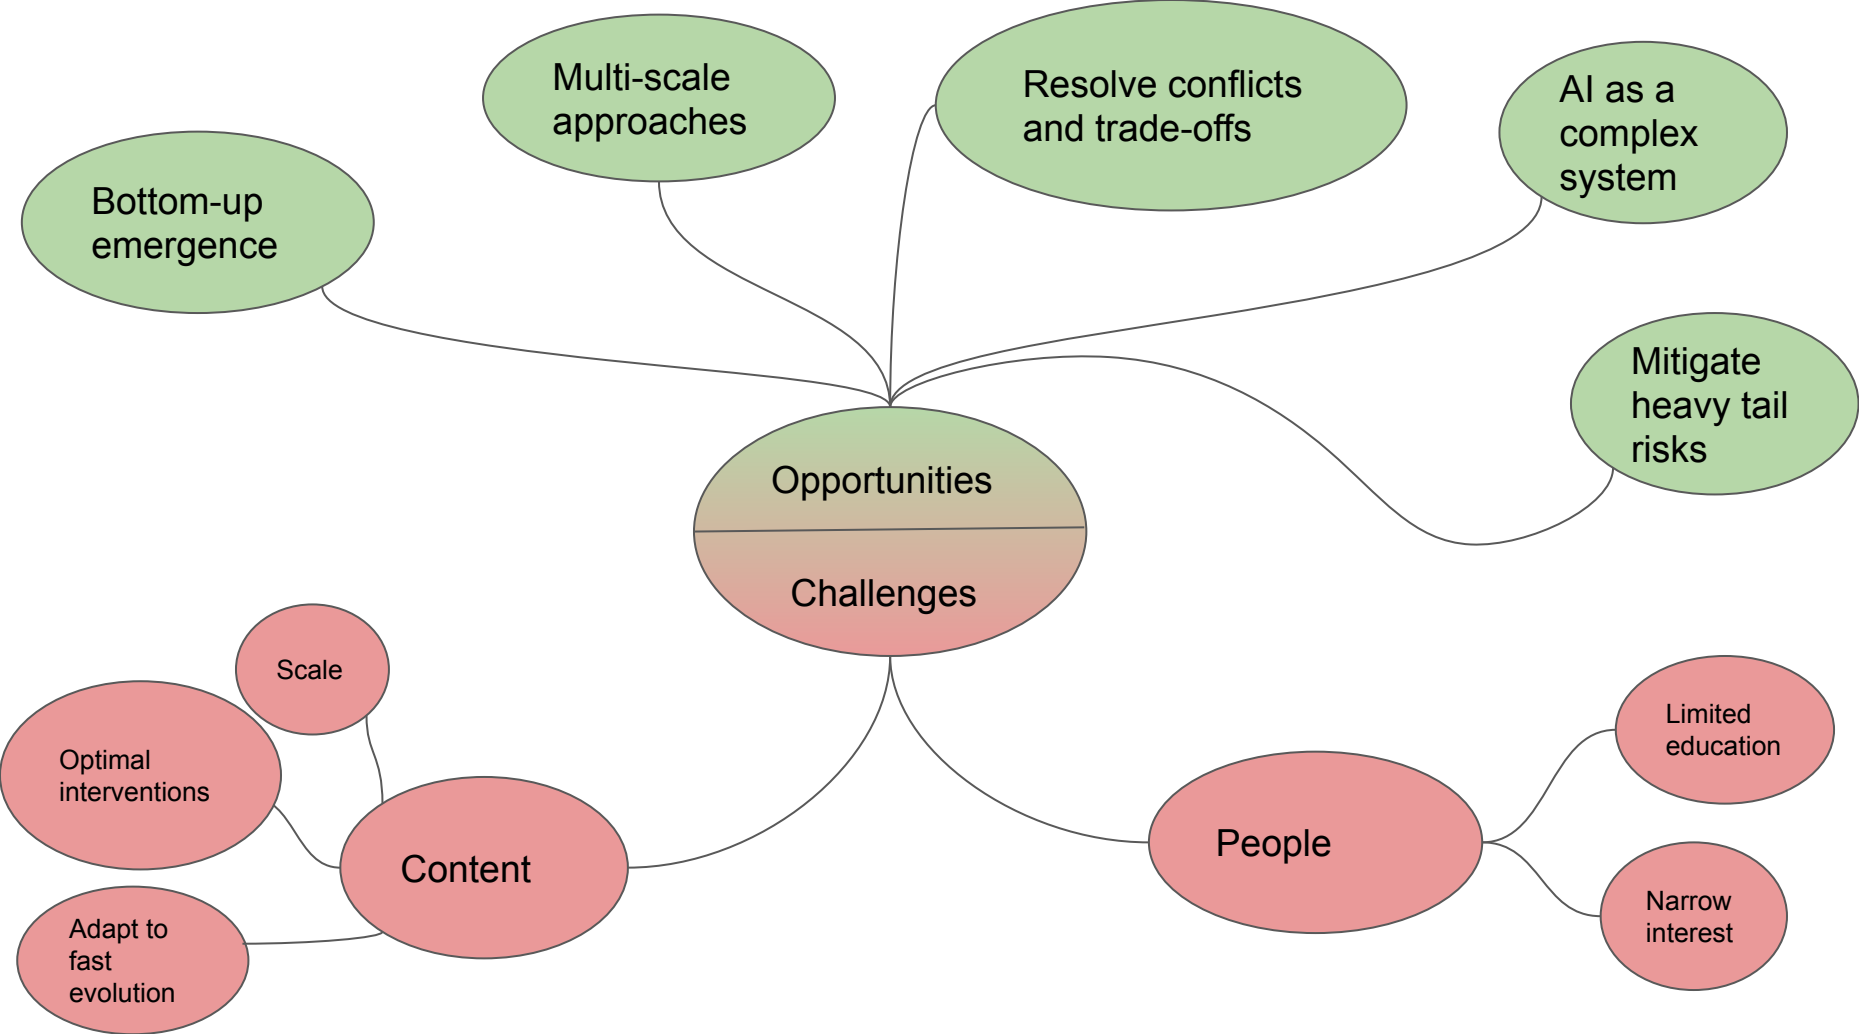 Bottom-up
emergence
Multi-scale
approaches
Resolve conflicts
and trade-offs
AI as a
complex
system
Mitigate
heavy tail
risks
Opportunities
Challenges
Scale
Optimal
interventions
Adapt to
fast
evolution
Content
People
Limited
education
Narrow
interest